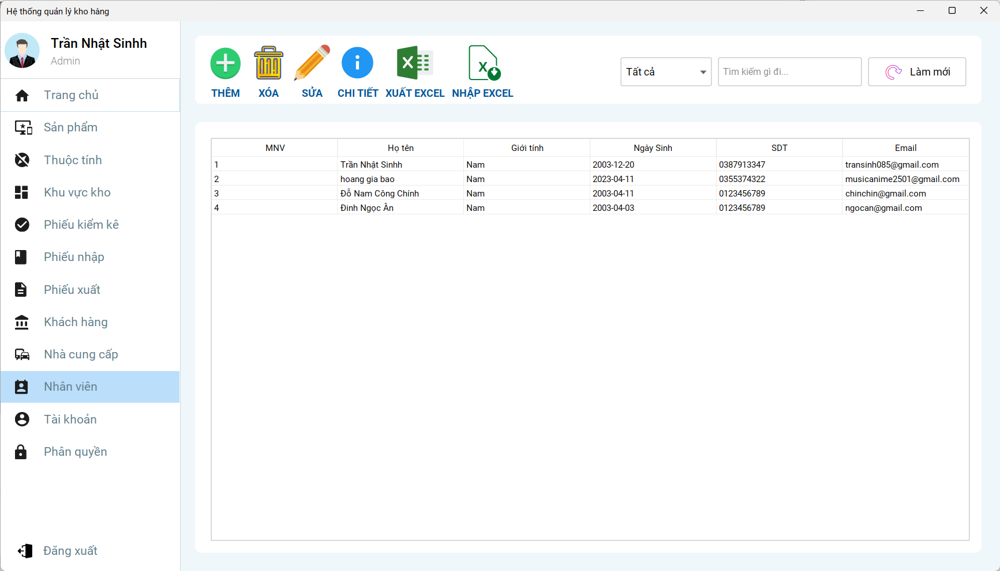 Hệ thống quản lý kho hàng
Trần Nhật Sinhh
Admin
Trang chủ
Sản phẩm
Thuộc tính
Khu vực kho
Phiếu kiểm kê
Phiếu nhập
Phiếu xuất
Khách hàng
Nhà cung cấp
Nhân viên
Tài khoản
Phân quyền
Đăng xuất
THÊM XÓA SỬA CHI TIẾT XUẤT EXCEL NHẬP EXCEL
Tất cả Tìm kiếm gì đi... Làm mới
MNV Họ tên Giới tính Ngày Sinh SDT Email
1 Trần Nhật Sinhh Nam 2003-12-20 0387913347 transinh085@gmail.com
2 hoang gia bao Nam 2023-04-11 0355374322 musicanime2501@gmail.com
3 Đỗ Nam Công Chính Nam 2003-04-11 0123456789 chinchin@gmail.com
4 Đinh Ngọc Ân Nam 2003-04-03 0123456789 ngocan@gmail.com